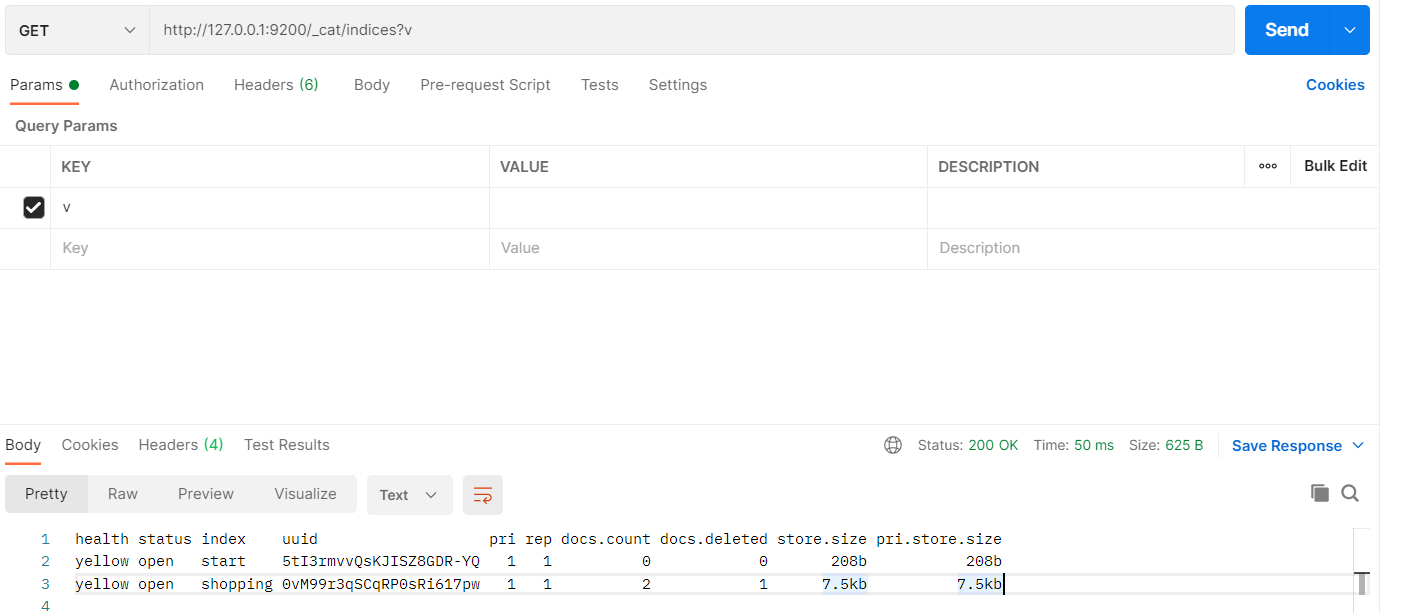 GET http://127.0.0.1:9200/_cat/indices?v Send
Params Authorization Headers (6) Body Pre-request Script Tests Settings Cookies
Query Params
KEY VALUE DESCRIPTION ooo Bulk Edit
v
Key Value Description
Body Cookies Headers (4) Test Results Status: 200 OK Time: 50 ms Size: 625 B Save Response
Pretty Raw Preview Visualize Text
1 health status index uuid pri rep docs.count docs.deleted store.size pri.store.size
2 yellow open start 5tI3rmvvQsKJISZ8GDR-YQ 1 1 0 0 208b 208b
3 yellow open shopping 0vM99r3qSCqRP0sRi617pw 1 1 2 1 7.5kb 7.5kb
4